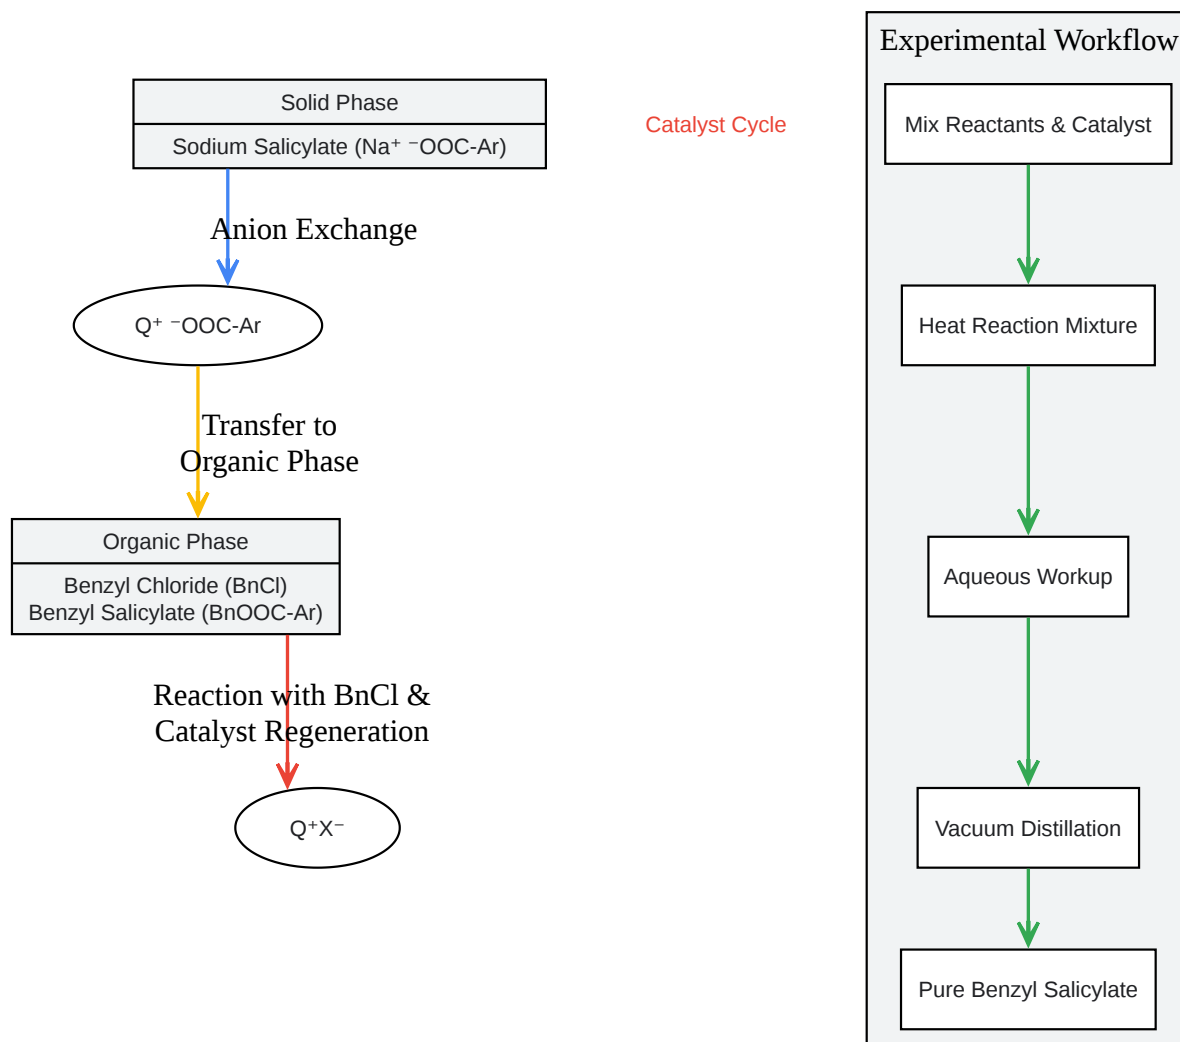 Solid Phase
Sodium Salicylate (Na⁺ ⁻OOC-Ar)
Anion Exchange
Q⁺ ⁻OOC-Ar
Transfer to
Organic Phase
Organic Phase
Benzyl Chloride (BnCl)
Benzyl Salicylate (BnOOC-Ar)
Reaction with BnCl &
Catalyst Regeneration
Q⁺X⁻
Catalyst Cycle
Experimental Workflow
Mix Reactants & Catalyst
Heat Reaction Mixture
Aqueous Workup
Vacuum Distillation
Pure Benzyl Salicylate